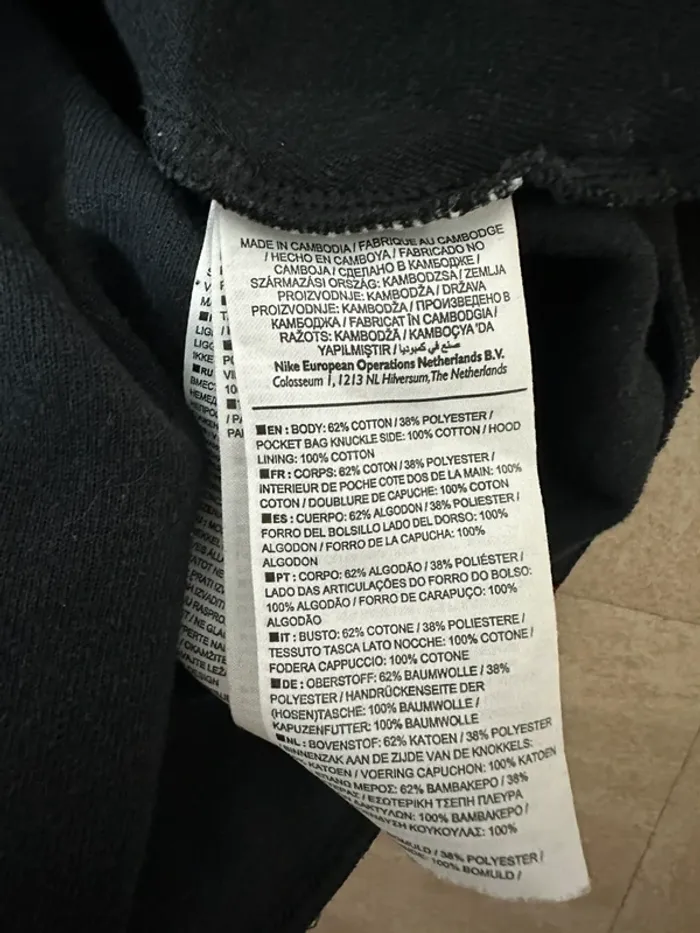 MADE IN CAMBODIA / FABRIQUE AU CAMBODGE
/ HECHO EN CAMBOYA / FABRICADO NO
CAMBOJA / СДЕЛАНО В КАМБОДЖЕ /
SZÁRMAZÁSI ORSZÁG: KAMBODZSA / ZEMLJA
PROIZVODNJE: KAMBODŽA / DRŽAVA
PROIZVODNJE: KAMBODŽA / ПРОИЗВЕДЕНО В
КАМБОДЖА / FABRICAT ÎN CAMBODGIA /
RAŽOTS: KAMBODŽĀ / KAMBOÇYA 'DA
YAPILMIŞTIR / صنع في كمبوديا
Nike European Operations Netherlands B.V.
Colosseum 1, 1213 NL Hilversum, The Netherlands
■EN : BODY: 62% COTTON / 38% POLYESTER /
POCKET BAG KNUCKLE SIDE: 100% COTTON / HOOD
LINING: 100% COTTON
■FR : CORPS: 62% COTON / 38% POLYESTER /
INTERIEUR DE POCHE COTE DOS DE LA MAIN: 100%
COTON / DOUBLURE DE CAPUCHE: 100% COTON
■ES : CUERPO: 62% ALGODON / 38% POLIESTER /
FORRO DEL BOLSILLO LADO DEL DORSO: 100%
ALGODON / FORRO DE LA CAPUCHA: 100%
ALGODON
■PT : CORPO: 62% ALGODÃO / 38% POLIÉSTER /
LADO DAS ARTICULAÇÕES DO FORRO DO BOLSO:
100% ALGODÃO / FORRO DE CARAPUÇO: 100%
ALGODÃO
■IT : BUSTO: 62% COTONE / 38% POLIESTERE /
TESSUTO TASCA LATO NOCCHE: 100% COTONE /
FODERA CAPPUCCIO: 100% COTONE
■DE : OBERSTOFF: 62% BAUMWOLLE / 38%
POLYESTER / HANDRÜCKENSEITE DER
(HOSEN)TASCHE: 100% BAUMWOLLE /
KAPUZENFUTTER: 100% BAUMWOLLE
■NL : BOVENSTOF: 62% KATOEN / 38% POLYESTER
BINNENZAK AAN DE ZIJDE VAN DE KNOKKELS:
KATOEN / VOERING CAPUCHON: 100% KATOEN
ΕΠΑΝΩ ΜΕΡΟΣ: 62% ΒΑΜΒΑΚΕΡΟ / 38%
/ ΕΣΩΤΕΡΙΚΗ ΤΣΕΠΗ ΠΛΕΥΡΑ
ΔΑΚΤΥΛΩΝ: 100% ΒΑΜΒΑΚΕΡΟ /
ΚΟΥΚΟΥΛΑΣ: 100%
/ 38% POLYESTER /
100% BOMULD /